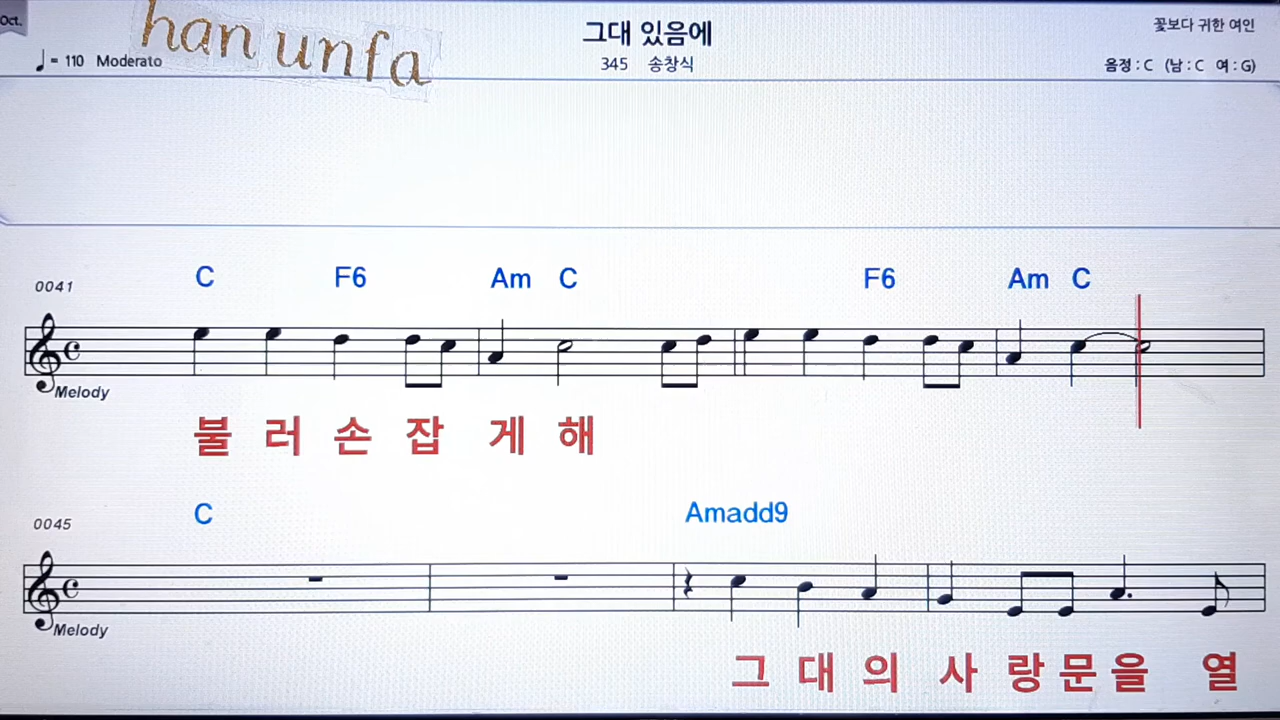 Oct.
han unfa
그대 있음에
꽃보다 귀한 여인
♩ = 110 Moderato
345 송창식
음정 : C (남 : C 여 : G)
0041
C F6 Am C F6 Am C
Melody
불 러 손 잡 게 해
0045
C Amadd9
Melody
그 대 의 사 랑 문 을 열